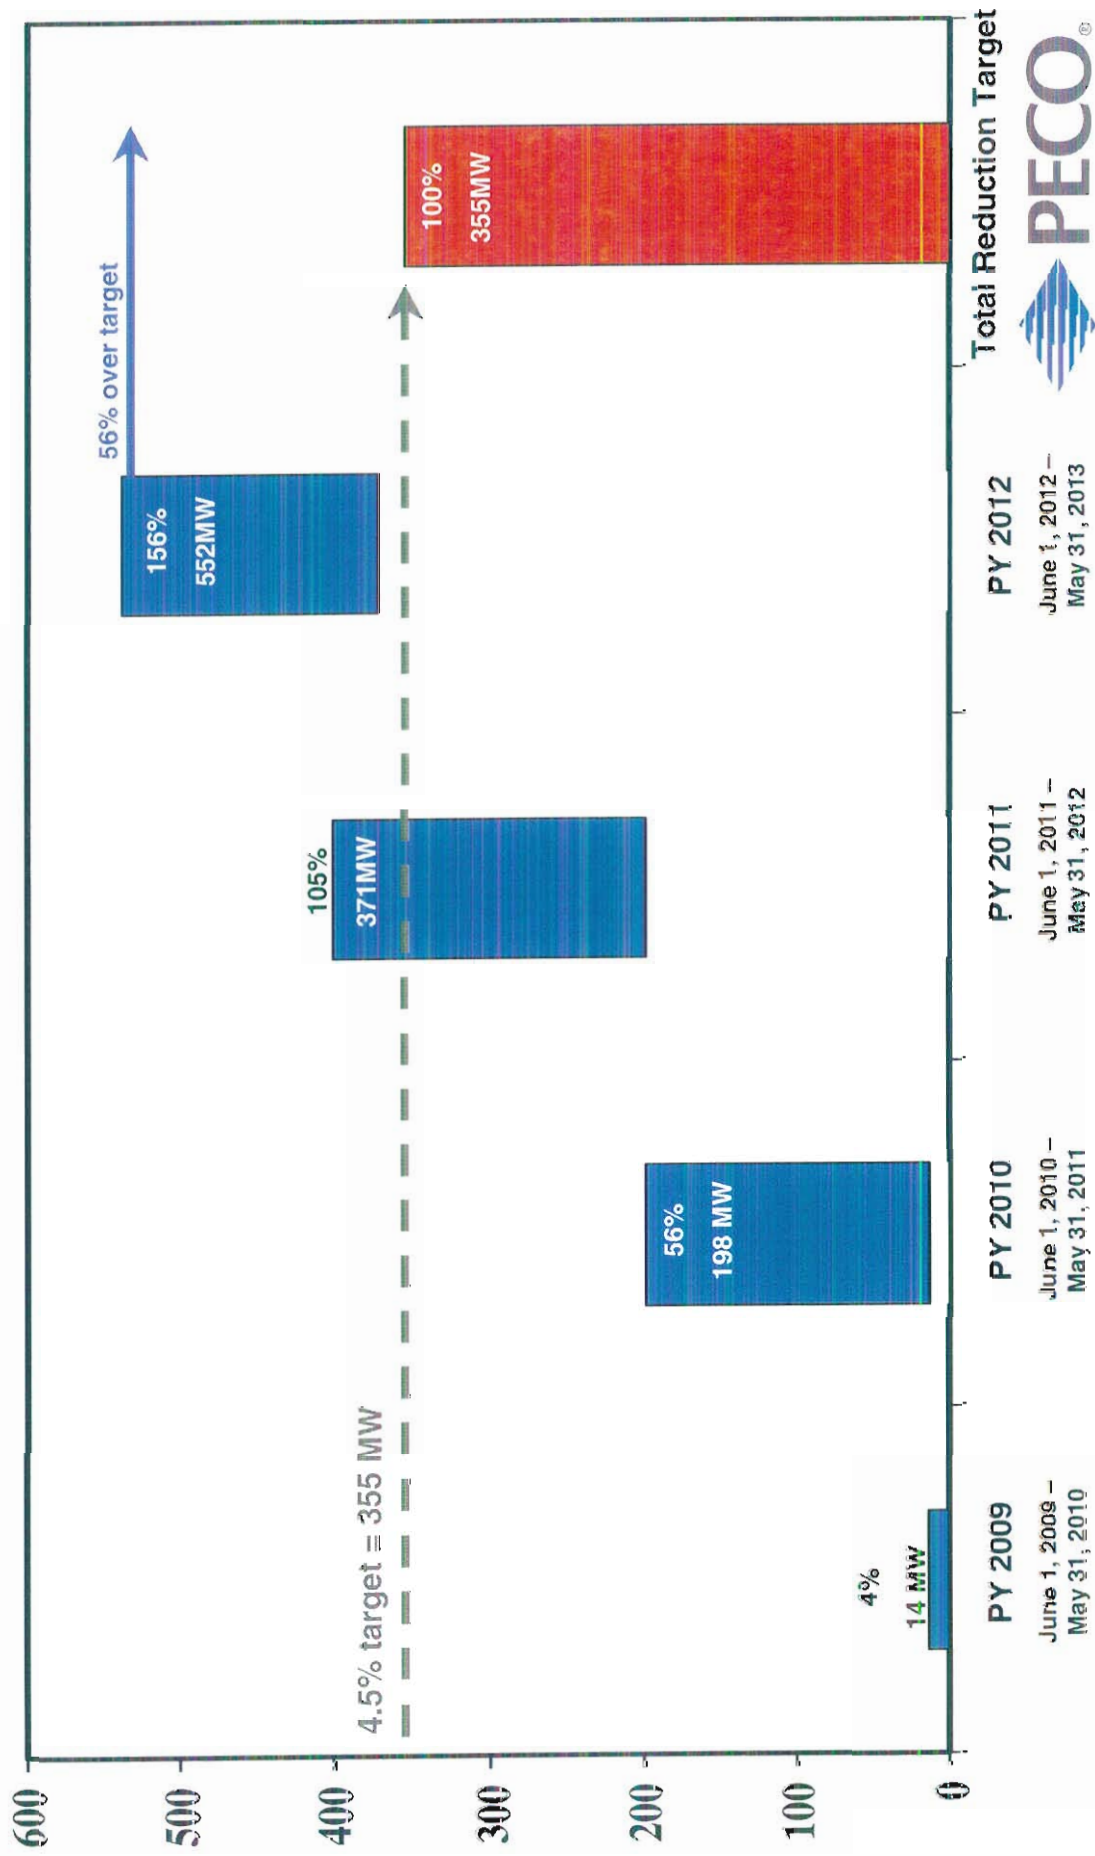 600
500
400
300
200
100
0
56% over target
4.5% target = 355 MW
4%
14 MW
56%
198 MW
105%
371MW
156%
552MW
100%
355MW
PY 2009
June 1, 2009 –
May 31, 2010
PY 2010
June 1, 2010 –
May 31, 2011
PY 2011
June 1, 2011 –
May 31, 2012
PY 2012
June 1, 2012 –
May 31, 2013
Total Reduction Target
PECO®